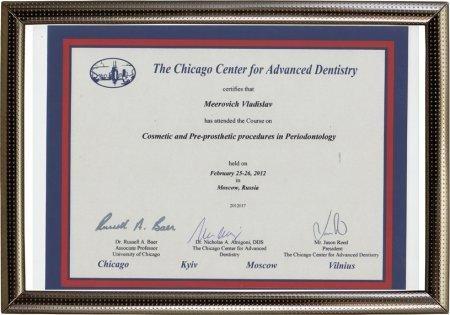 The Chicago Center for Advanced Dentistry
certifies that
Meerovich Vladislav
has attended the Course on
Cosmetic and Pre-prosthetic procedures in Periodontology
held on
February 25-26, 2012
in
Moscow, Russia
2012017
Russell A. Baer
Dr. Russell A. Baer
Associate Professor
University of Chicago
Dr. Nicholas A. DDS
The Chicago Center for Advanced
Dentistry
Mr. Jason Reed
President
The Chicago Center for Advanced Dentistry
Chicago Kyiv Moscow Vilnius